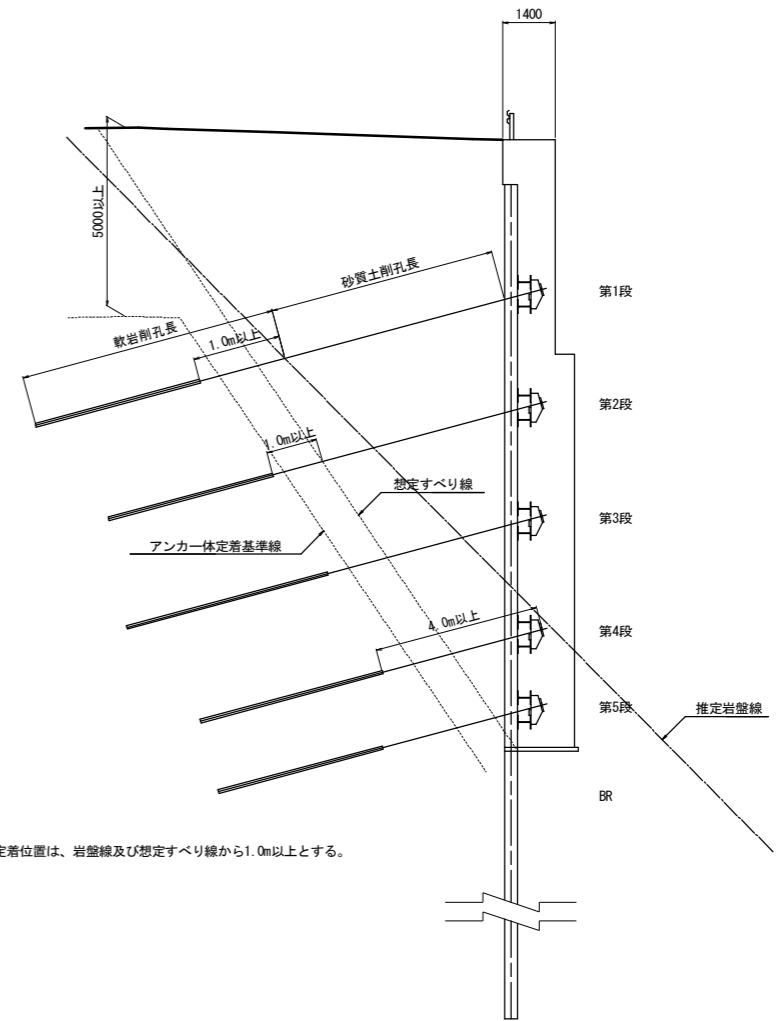 1400
5000以上
砂質土削孔長
軟岩削孔長
1.0m以上
第1段
第2段
1.0m以上
想定すべり線
第3段
アンカー体定着基準線
4.0m以上
第4段
第5段
推定岩盤線
BR
定着位置は、岩盤線及び想定すべり線から1.0m以上とする。